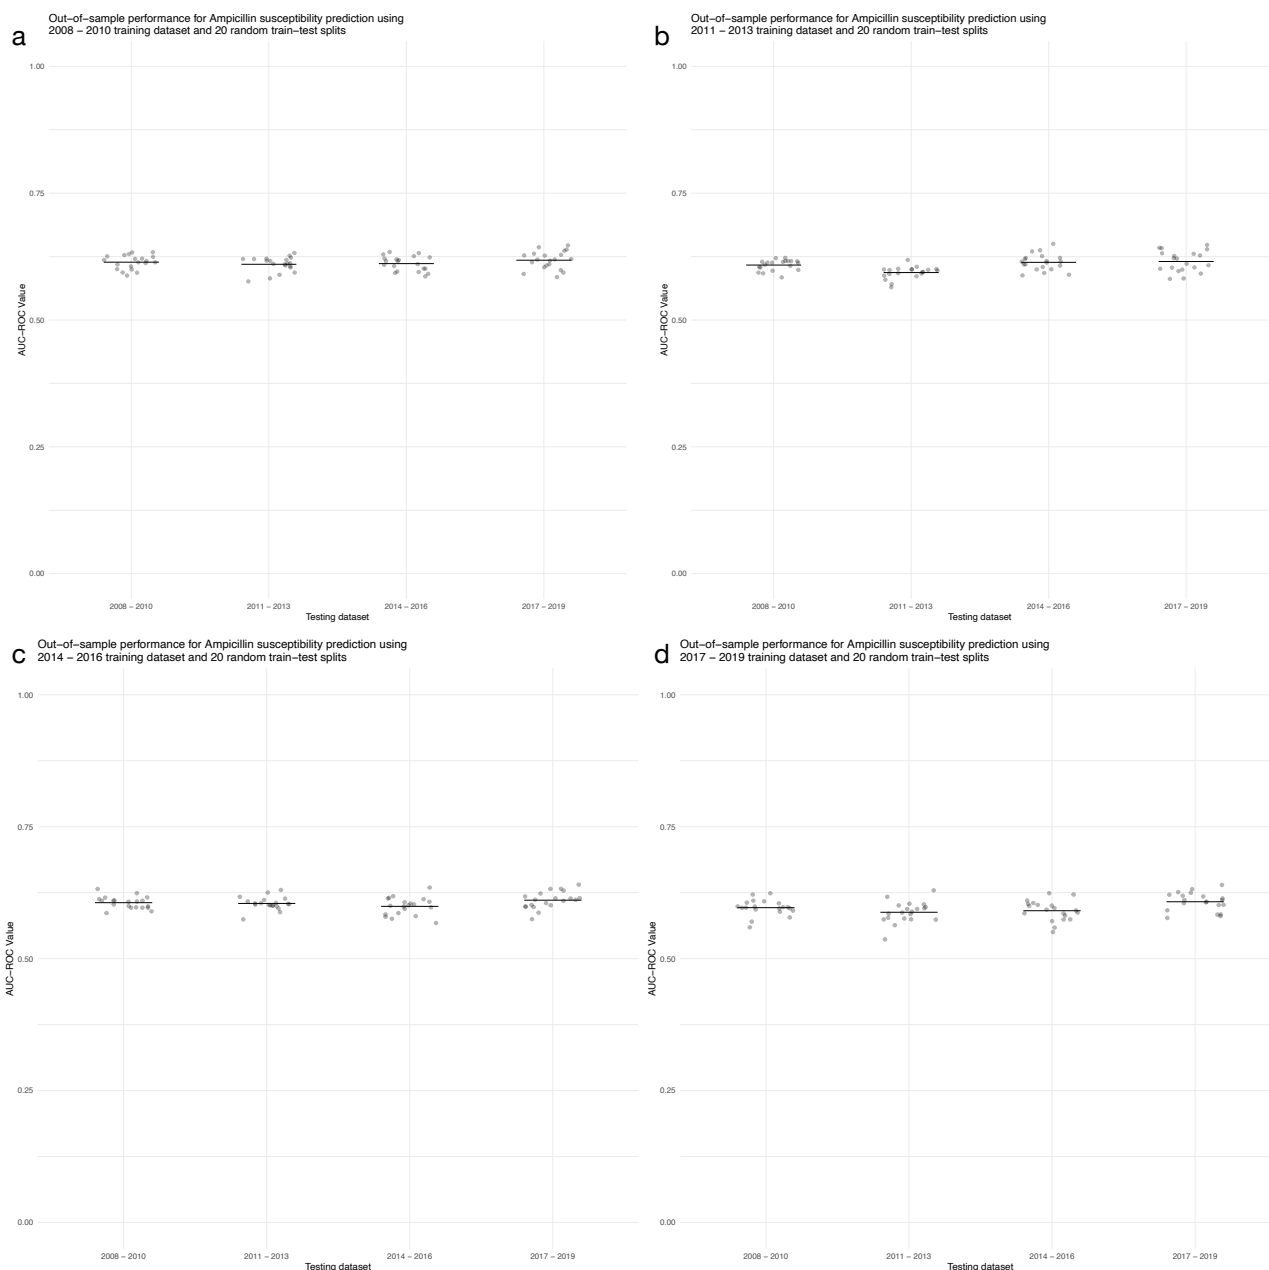 a
Out−of−sample performance for Ampicillin susceptibility prediction using
2008 − 2010 training dataset and 20 random train−test splits
1.00
0.75
0.50
0.25
0.00
AUC−ROC Value
2008 − 2010
2011 − 2013
2014 − 2016
2017 − 2019
Testing dataset
b
Out−of−sample performance for Ampicillin susceptibility prediction using
2011 − 2013 training dataset and 20 random train−test splits
1.00
0.75
0.50
0.25
0.00
AUC−ROC Value
2008 − 2010
2011 − 2013
2014 − 2016
2017 − 2019
Testing dataset
c
Out−of−sample performance for Ampicillin susceptibility prediction using
2014 − 2016 training dataset and 20 random train−test splits
1.00
0.75
0.50
0.25
0.00
AUC−ROC Value
2008 − 2010
2011 − 2013
2014 − 2016
2017 − 2019
Testing dataset
d
Out−of−sample performance for Ampicillin susceptibility prediction using
2017 − 2019 training dataset and 20 random train−test splits
1.00
0.75
0.50
0.25
0.00
AUC−ROC Value
2008 − 2010
2011 − 2013
2014 − 2016
2017 − 2019
Testing dataset